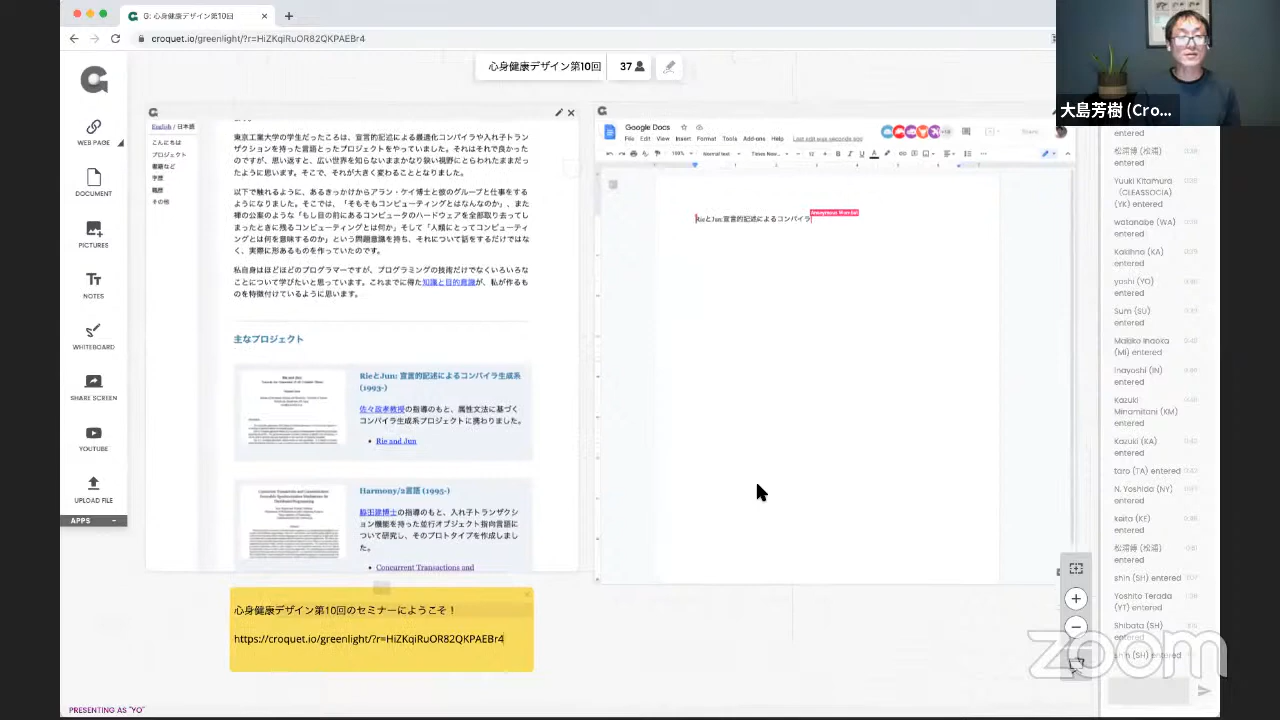 G: 心身健康デザイン第10回
croquet.io/greenlight/?r=HiZKqiRuOR82QKPAEBr4
大島芳樹 (Cro...
心身健康デザイン第10回
37
WEB PAGE
DOCUMENT
PICTURES
NOTES
WHITEBOARD
SHARE SCREEN
YOUTUBE
UPLOAD FILE
APPS
English / 日本語
こんにちは
プロジェクト
書籍など
学歴
職歴
その他
東京工業大学の学生だったころは、宣言的記述による最適化コンパイラや入れ子トラン
ザクションを持った言語とったプロジェクトをやっていました。それはそれで良かった
のですが、思い返すと、広い世界を知らないままかなり狭い視野にとらわれたままだっ
たのです。そこで、それが大きく変わることとなりました。
以下で触れるように、あるきっかけからアラン・ケイ博士と彼のグループと仕事をする
ようになりました。そこでは、「そもそもコンピューティングとはなんなのか」、また
裸の公案のような「もし目の前にあるコンピュータのハードウェアを全部取り去ってし
まったときに残るコンピューティングとは何か。そして「人類にとってコンピューティ
ングとは何を意味するのか」という問題意識を持ち、それについて話をするだけではな
く、実際に形あるものを作っていたのです。
私自身はほどほどのプログラマーですが、プログラミングの技術だけでなくいろいろな
ことについて学びたいと思っています。これまでに得た知識と目的意識が、私が作るも
のを特徴付けているように思います。
主なプロジェクト
RieとJun: 宣言的記述によるコンパイラ生成系
(1993-)
佐々政孝教授の指導のもと、属性文法に基づく
コンパイラ生成系プロジェクトに携わりました。
Rie and Jun
Harmony/2言語 (1995-)
脇田建博士の指導のもと、入れ子トランザクシ
ョン機能を持った並行オブジェクト指向言語に
ついて研究し、そのプロトタイプを作成しまし
た。
Concurrent Transactions and
Google Docs
File Edit View Insert Format Tools Add-ons Help Last edit was seconds ago
100% Normal text Times New... 12
RieとJun:宣言的記述によるコンパイラ
心身健康デザイン第10回のセミナーにようこそ！
https://croquet.io/greenlight/?r=HiZKqiRuOR82QKPAEBr4
entered
松浦博 (松浦)
entered
Yuuki Kitamura
(CLEASSOCIA)
(YK) entered
watanabe (WA)
entered
Kakihna (KA)
entered
yoshi (YO)
entered
Sum (SU)
entered
Makiko Inaoka
(MI) entered
Inayoshi (IN)
entered
Kazuki
Minamitani (KM)
entered
Kazuki (KA)
entered
taro (TA) entered
N. Yoshida (NY)
entered
keita (KE)
entered
松浦博 (松浦)
entered
shin (SH) entered
Yoshito Terada
(YT) entered
Shibata (SH)
entered
shin (SH) entered
zoom
PRESENTING AS "YO"